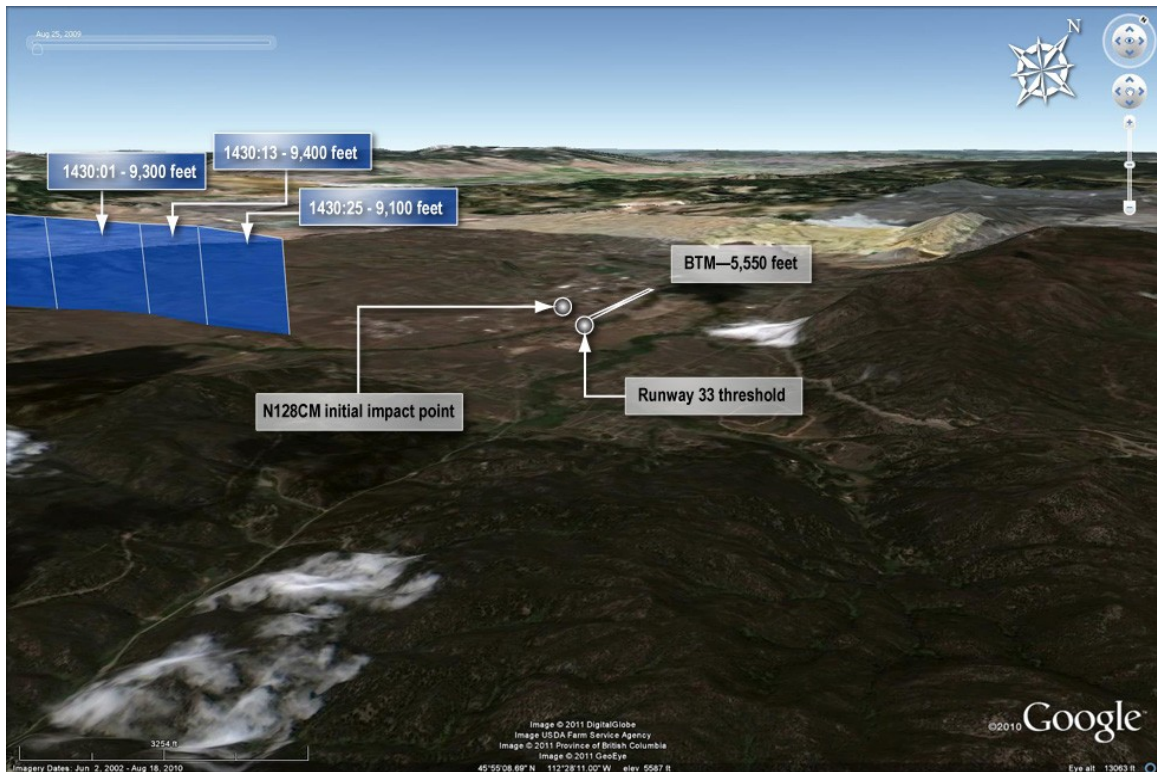 Aug 25, 2009
N
1430:13 - 9,400 feet
1430:01 - 9,300 feet
1430:25 - 9,100 feet
BTM—5,550 feet
N128CM initial impact point
Runway 33 threshold
Image © 2011 DigitalGlobe
Image USDA Farm Service Agency
Image © 2011 Province of British Columbia
Image © 2011 GeoEye
©2010 Google
3254 ft
Imagery Dates: Jun 2, 2002 - Aug 18, 2010
45°55'08.69" N 112°28'11.00" W elev 5587 ft
Eye alt 13063 ft